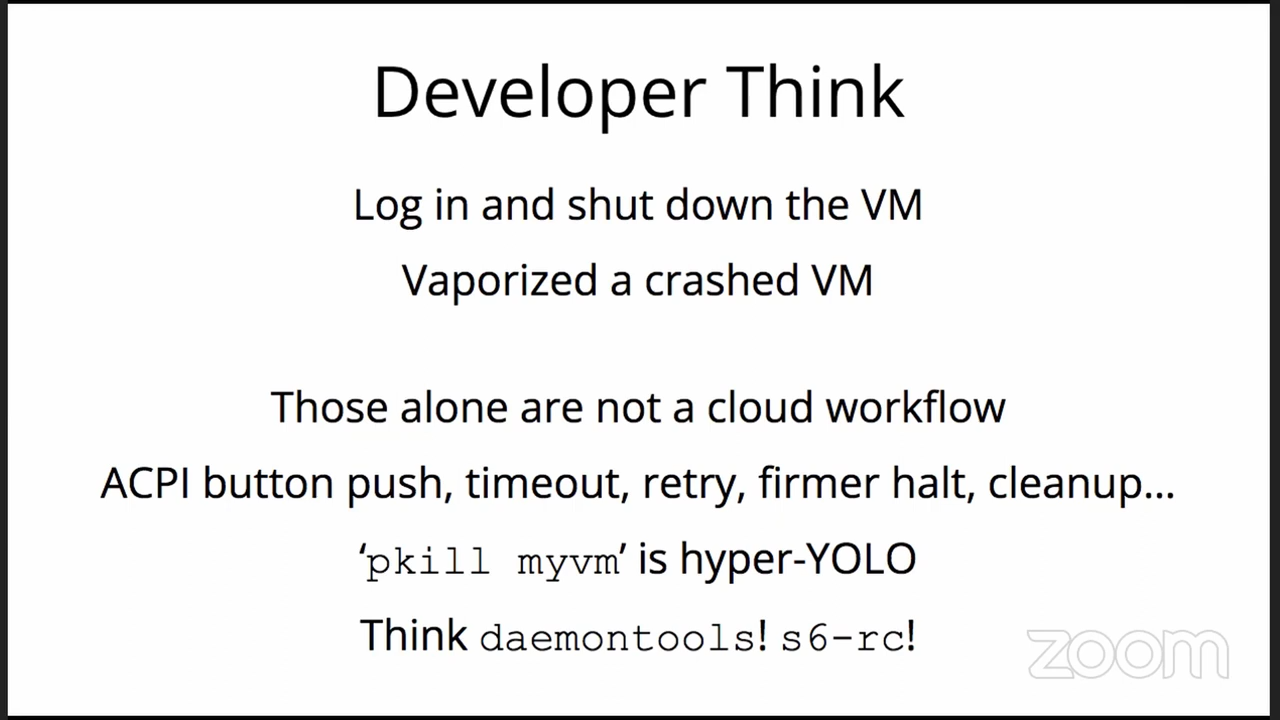 Developer Think
Log in and shut down the VM
Vaporized a crashed VM
Those alone are not a cloud workflow
ACPI button push, timeout, retry, firmer halt, cleanup...
‘pkill myvm’ is hyper-YOLO
Think daemontools! s6-rc!
zoom